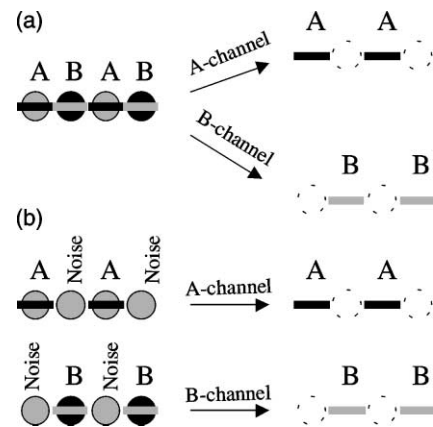 (a)
A B A B
A-channel
A A
B-channel
B B
(b)
A Noise A Noise
A-channel
A A
Noise B Noise B
B-channel
B B